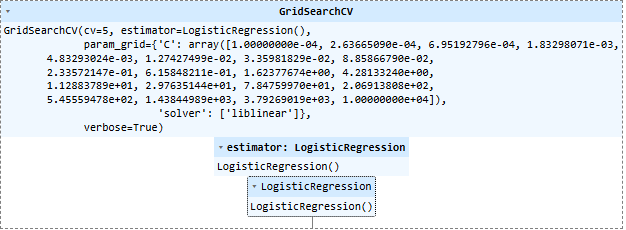 GridSearchCV
GridSearchCV(cv=5, estimator=LogisticRegression(),
param_grid={'C': array([1.00000000e-04, 2.63665090e-04, 6.95192796e-04, 1.83298071e-03,
4.83293024e-03, 1.27427499e-02, 3.35981829e-02, 8.85866790e-02,
2.33572147e-01, 6.15848211e-01, 1.62377674e+00, 4.28133240e+00,
1.12883789e+01, 2.97635144e+01, 7.84759970e+01, 2.06913808e+02,
5.45559478e+02, 1.43844989e+03, 3.79269019e+03, 1.00000000e+04]),
'solver': ['liblinear']},
verbose=True)
estimator: LogisticRegression
LogisticRegression()
LogisticRegression
LogisticRegression()